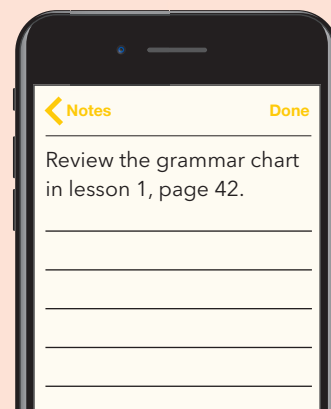 Notes Done
Review the grammar chart
in lesson 1, page 42.